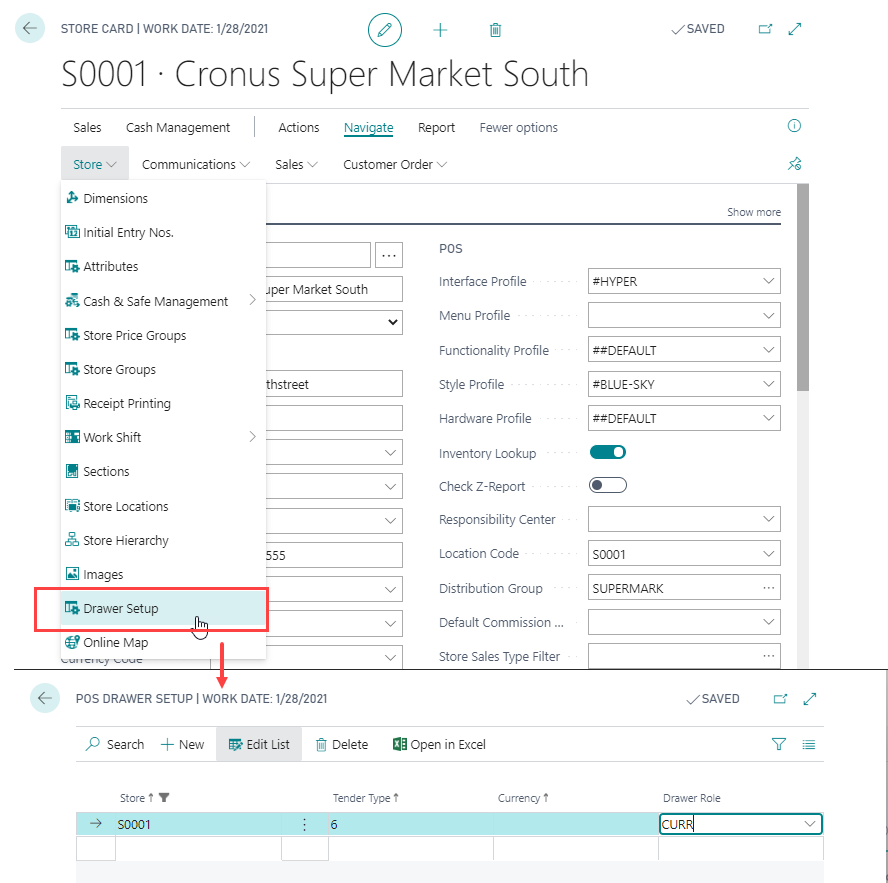 STORE CARD | WORK DATE: 1/28/2021
SAVED
S0001 · Cronus Super Market South
Sales Cash Management Actions Navigate Report Fewer options
Store Communications Sales Customer Order
Dimensions
Initial Entry Nos.
Attributes
Cash & Safe Management
Store Price Groups
Store Groups
Receipt Printing
Work Shift
Sections
Store Locations
Store Hierarchy
Images
Drawer Setup
Online Map
Currency Code
Show more
...
uper Market South
thstreet
555
POS
Interface Profile #HYPER
Menu Profile
Functionality Profile ##DEFAULT
Style Profile #BLUE-SKY
Hardware Profile ##DEFAULT
Inventory Lookup
Check Z-Report
Responsibility Center
Location Code S0001
Distribution Group SUPERMARK ...
Default Commission ...
Store Sales Type Filter ...
POS DRAWER SETUP | WORK DATE: 1/28/2021
SAVED
Search New Edit List Delete Open in Excel
Store ↑ Tender Type ↑ Currency ↑ Drawer Role
S0001 6 CURR